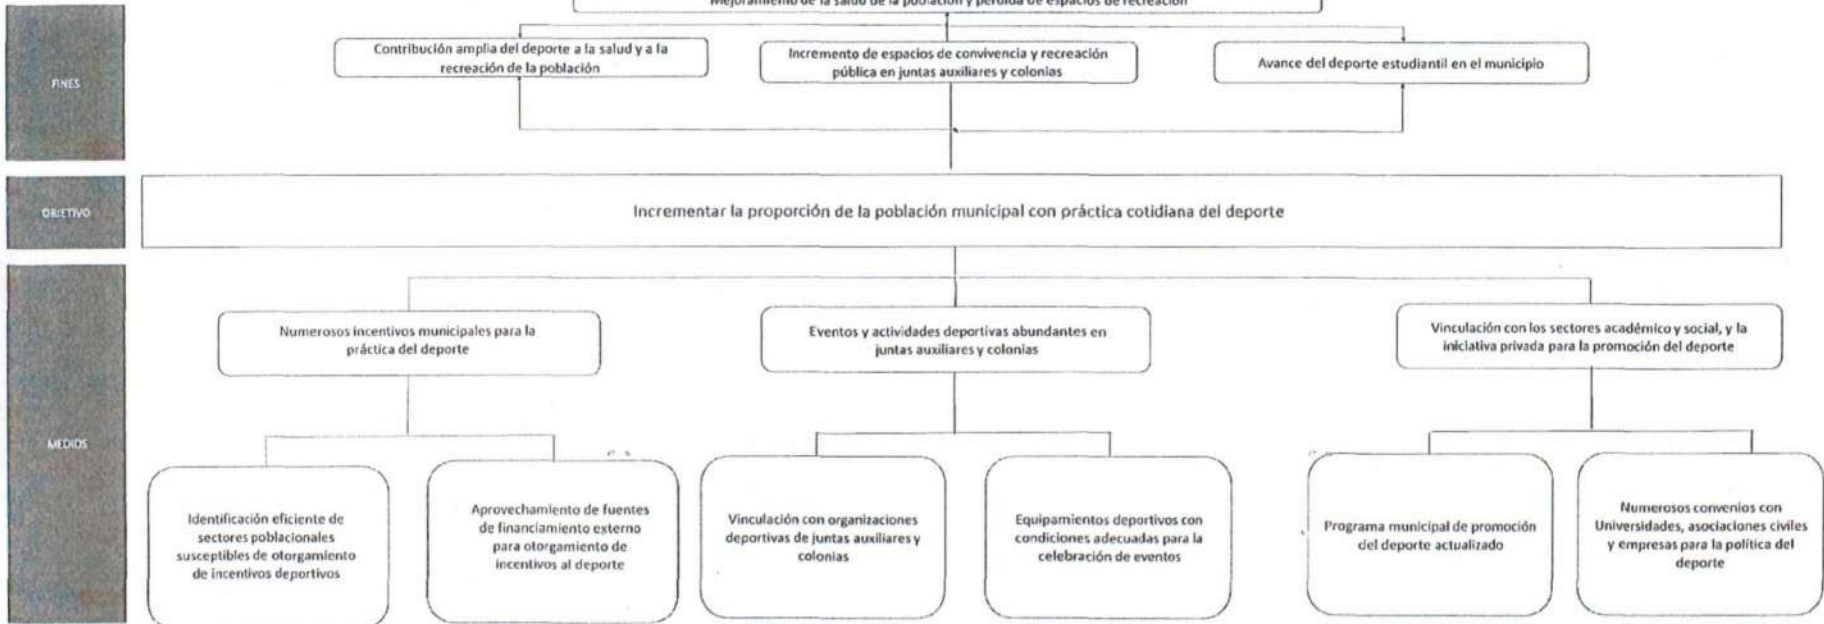 Mejoramiento de la salud de la población y pérdida de espacios de recreación
FINES
Contribución amplia del deporte a la salud y a la
recreación de la población
Incremento de espacios de convivencia y recreación
pública en juntas auxiliares y colonias
Avance del deporte estudiantil en el municipio
OBJETIVO
Incrementar la proporción de la población municipal con práctica cotidiana del deporte
MEDIOS
Numerosos incentivos municipales para la
práctica del deporte
Eventos y actividades deportivas abundantes en
juntas auxiliares y colonias
Vinculación con los sectores académico y social, y la
iniciativa privada para la promoción del deporte
Identificación eficiente de
sectores poblacionales
susceptibles de otorgamiento
de incentivos deportivos
Aprovechamiento de fuentes
de financiamiento externo
para otorgamiento de
incentivos al deporte
Vinculación con organizaciones
deportivas de juntas auxiliares y
colonias
Equipamientos deportivos con
condiciones adecuadas para la
celebración de eventos
Programa municipal de promoción
del deporte actualizado
Numerosos convenios con
Universidades, asociaciones civiles
y empresas para la política del
deporte